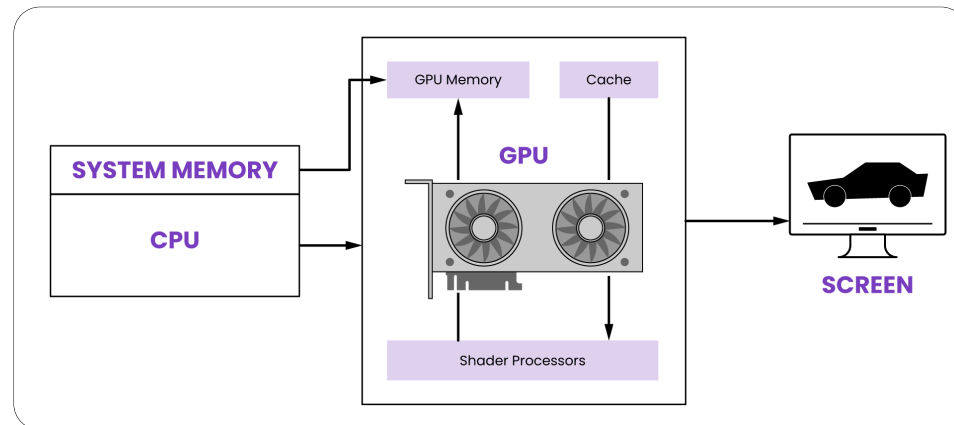 GPU Memory
Cache
SYSTEM MEMORY
GPU
CPU
SCREEN
Shader Processors